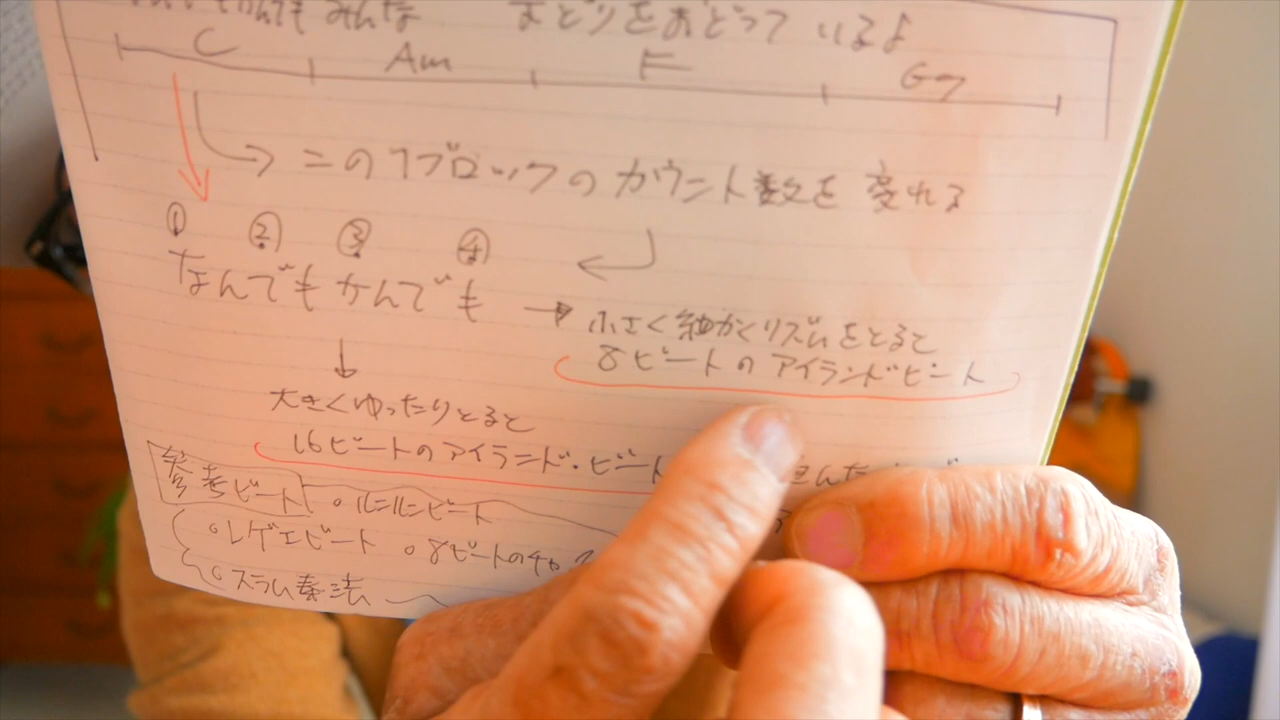 でも みんな おどりをおどって いるよ
C Am F G7
このブロックのカウント数を変れる
① ② ③ ④
なんでもかんでも
小さく細かくリズムをとると
8ビートのアイランドビート
大きくゆったりとると
16ビートのアイランド・ビート
参考ビート ○ルンルンビート
○レゲエビート ○8ビートのチャ
○スラム奏法